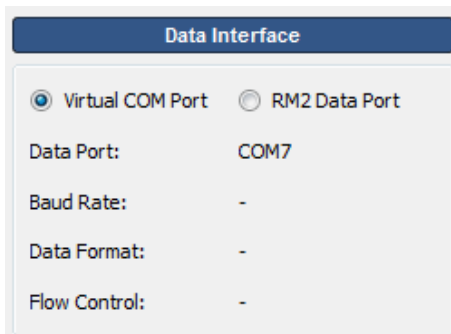 Data Interface
Virtual COM Port RM2 Data Port
Data Port: COM7
Baud Rate: -
Data Format: -
Flow Control: -